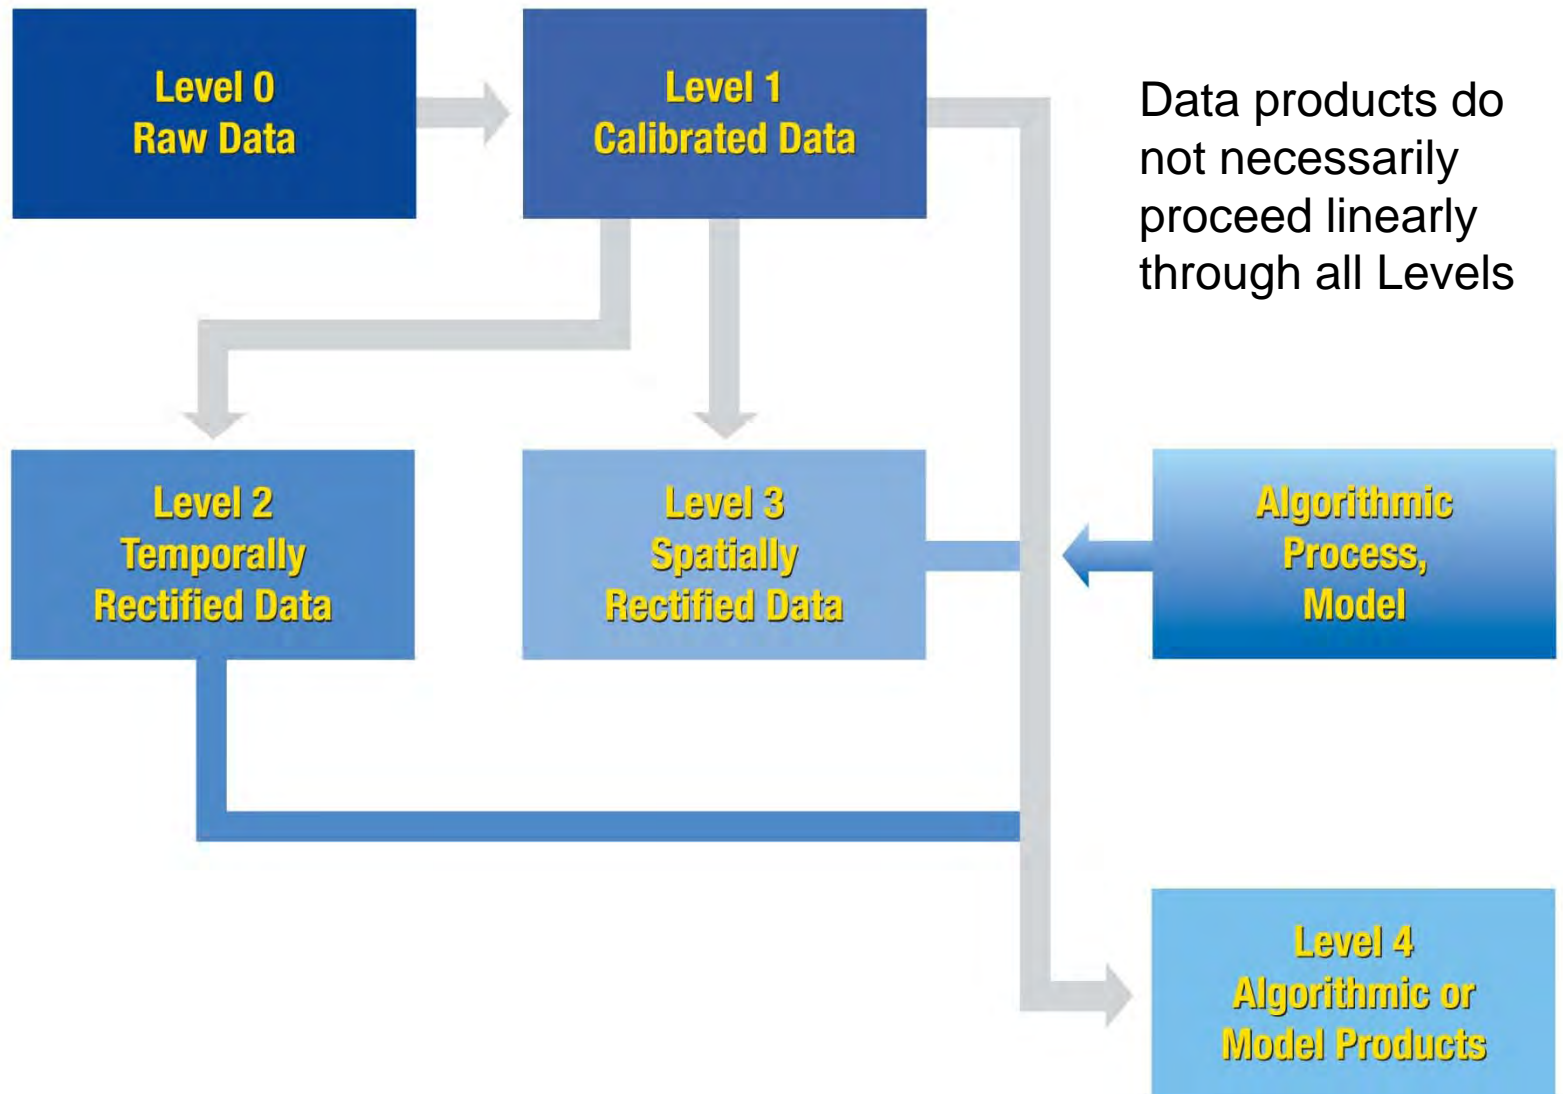 Level 0
Raw Data
Level 1
Calibrated Data
Data products do
not necessarily
proceed linearly
through all Levels
Level 2
Temporally
Rectified Data
Level 3
Spatially
Rectified Data
Algorithmic
Process,
Model
Level 4
Algorithmic or
Model Products